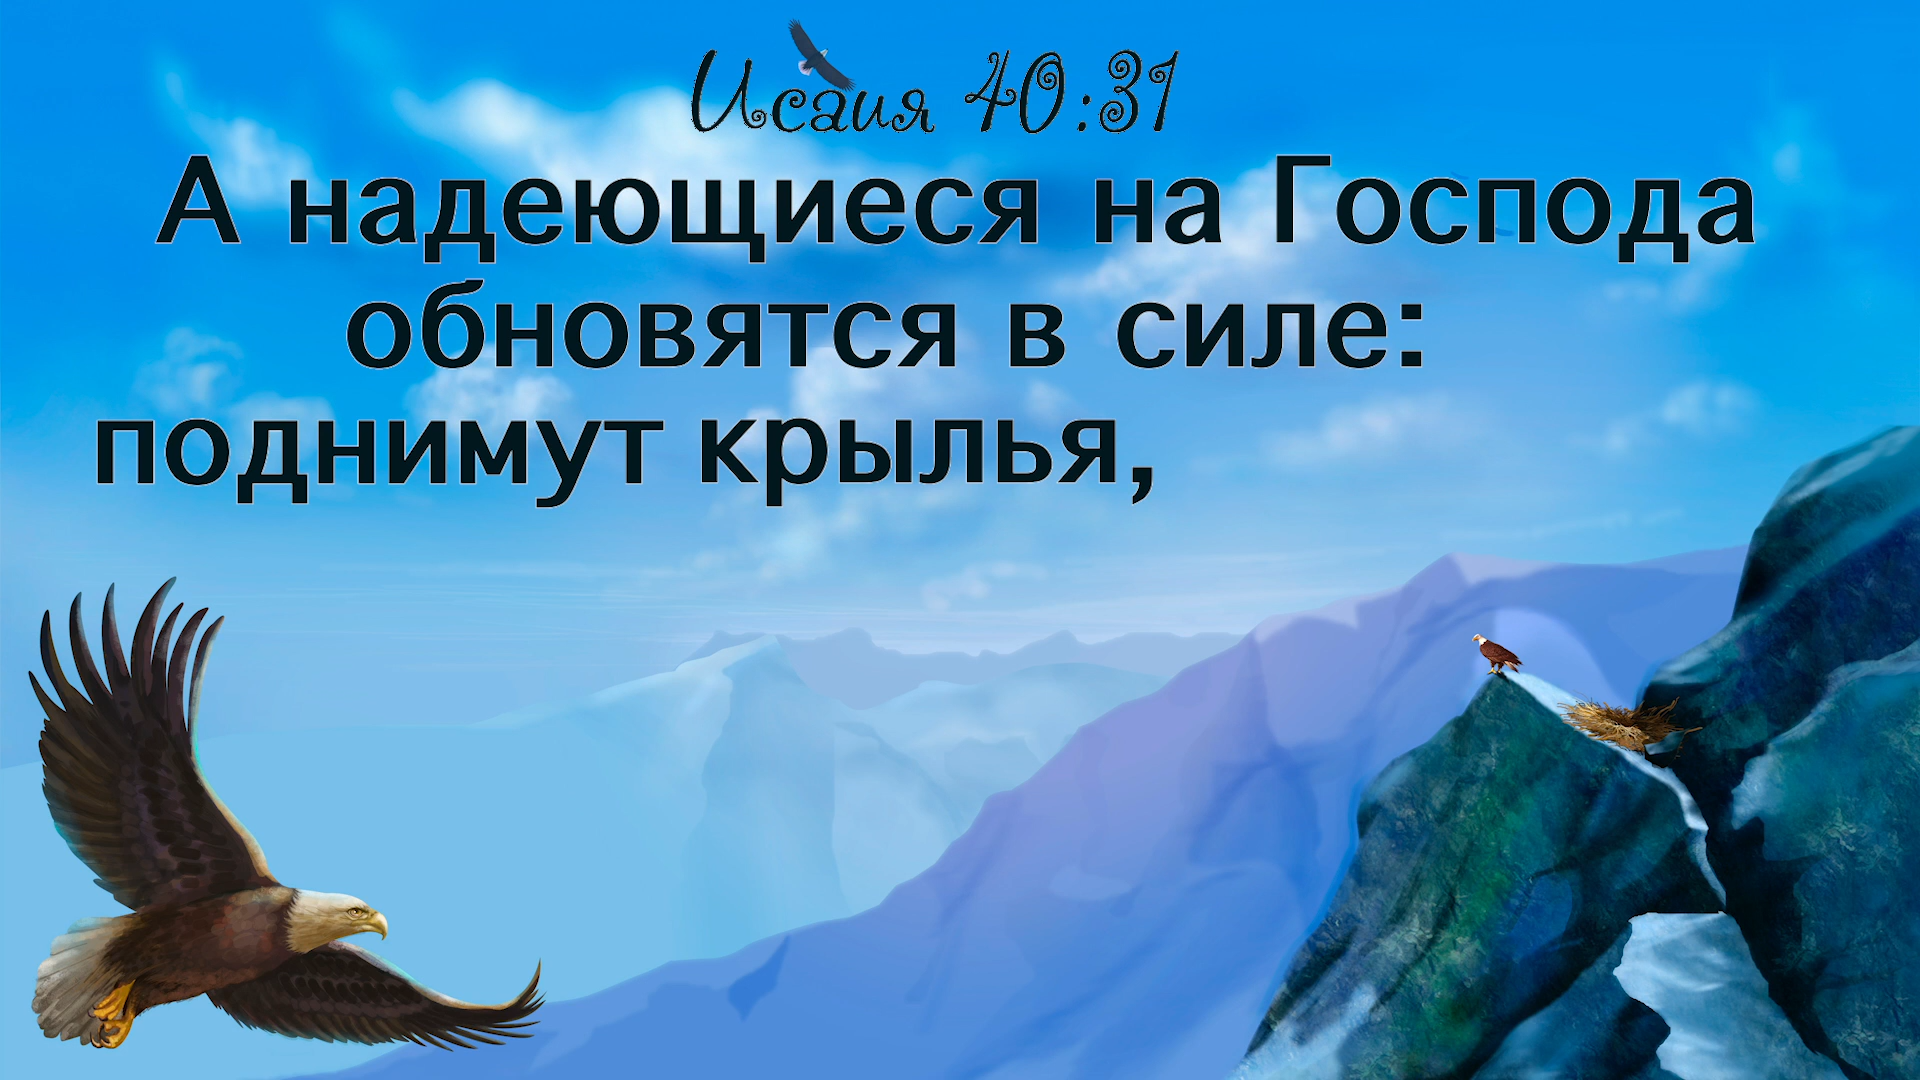 Исаия 40:31
А надеющиеся на Господа
обновятся в силе:
поднимут крылья,